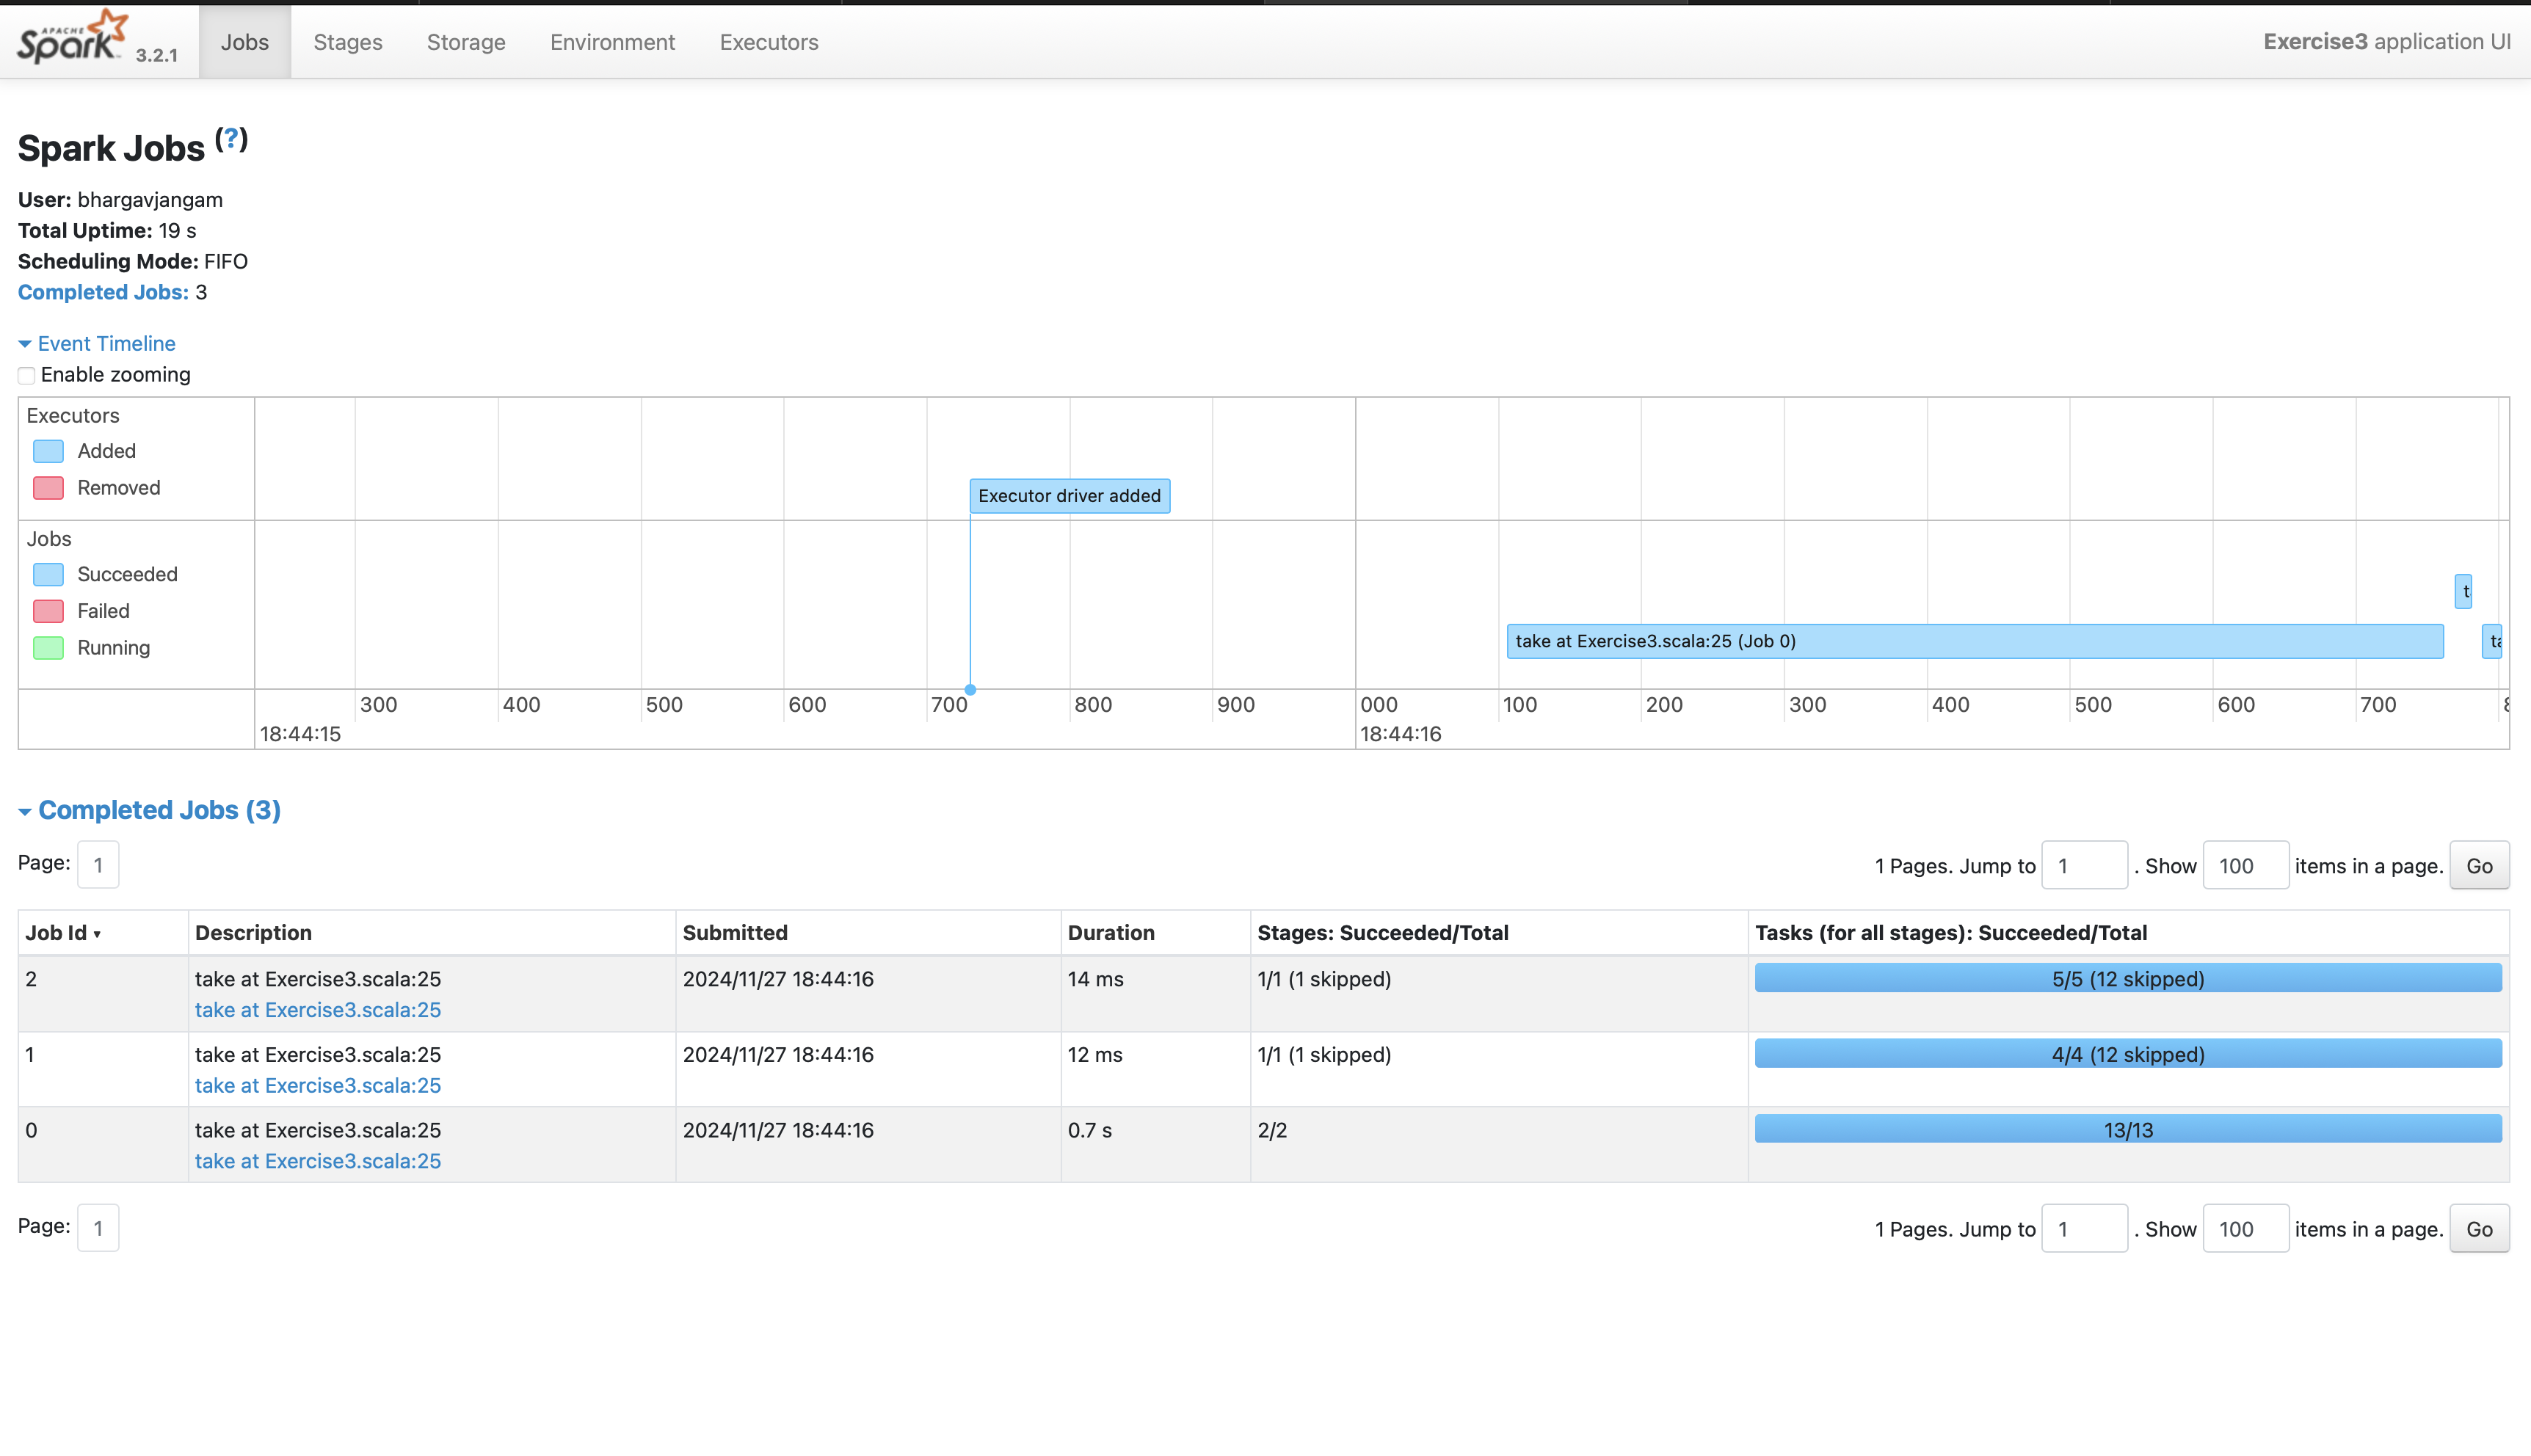 APACHE Spark 3.2.1 Jobs Stages Storage Environment Executors Exercise3 application UI
Spark Jobs (?)
User: bhargavjangam
Total Uptime: 19 s
Scheduling Mode: FIFO
Completed Jobs: 3
Event Timeline
Enable zooming
Executors
Added
Removed
Executor driver added
Jobs
Succeeded
Failed
Running
t
take at Exercise3.scala:25 (Job 0)
300 400 500 600 700 800 900 000 100 200 300 400 500 600 700
18:44:15 18:44:16
Completed Jobs (3)
Page: 1 1 Pages. Jump to 1 . Show 100 items in a page. Go
Job Id ▾ Description Submitted Duration Stages: Succeeded/Total Tasks (for all stages): Succeeded/Total
2 take at Exercise3.scala:25 2024/11/27 18:44:16 14 ms 1/1 (1 skipped) 5/5 (12 skipped)
take at Exercise3.scala:25
1 take at Exercise3.scala:25 2024/11/27 18:44:16 12 ms 1/1 (1 skipped) 4/4 (12 skipped)
take at Exercise3.scala:25
0 take at Exercise3.scala:25 2024/11/27 18:44:16 0.7 s 2/2 13/13
take at Exercise3.scala:25
Page: 1 1 Pages. Jump to 1 . Show 100 items in a page. Go